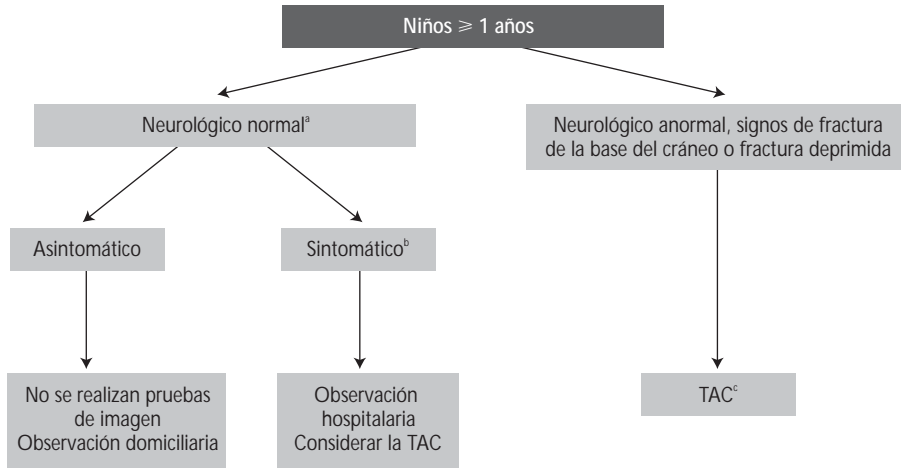 Niños ⩾ 1 años
Neurológico normalᵃ
Neurológico anormal, signos de fractura
de la base del cráneo o fractura deprimida
Asintomático
Sintomáticoᵇ
No se realizan pruebas
de imagen
Observación domiciliaria
Observación
hospitalaria
Considerar la TAC
TACᶜ